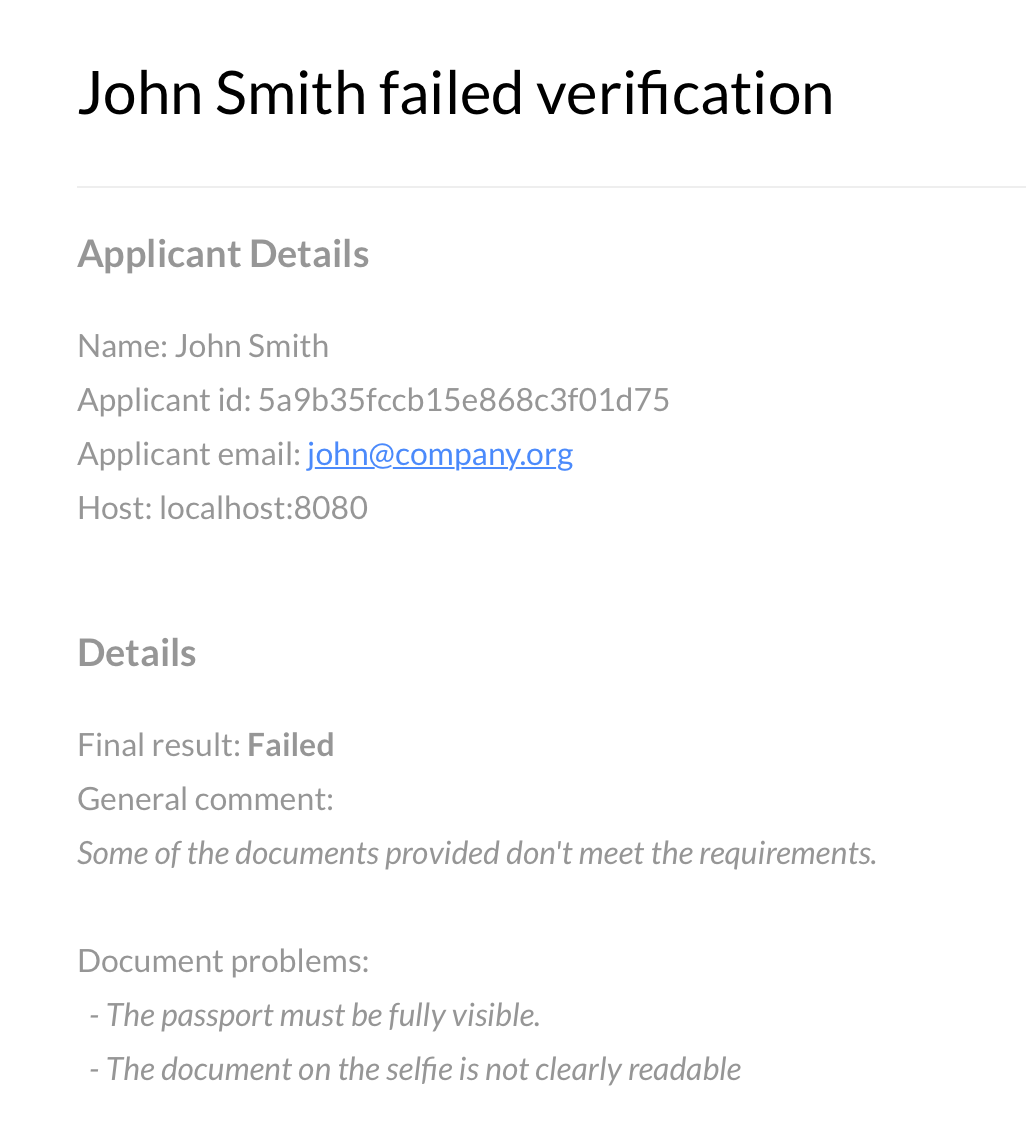 John Smith failed verification
Applicant Details
Name: John Smith
Applicant id: 5a9b35fccb15e868c3f01d75
Applicant email: john@company.org
Host: localhost:8080
Details
Final result: Failed
General comment:
Some of the documents provided don't meet the requirements.
Document problems:
- The passport must be fully visible.
- The document on the selfie is not clearly readable